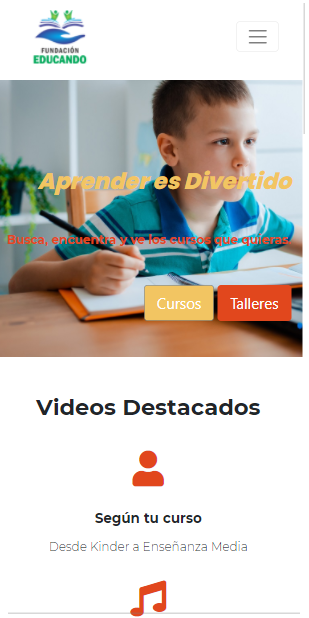 FUNDACIÓN
EDUCANDO
Aprender es Divertido
Busca, encuentra y ve los cursos que quieras.
Cursos Talleres
Videos Destacados
Según tu curso
Desde Kinder a Enseñanza Media